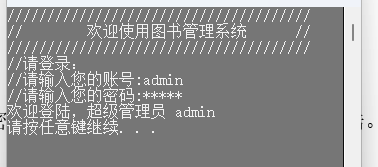 //////////////////////////////////////
//        欢迎使用图书管理系统      //
//////////////////////////////////////
//请登录:
//请输入您的账号:admin
//请输入您的密码:*****
欢迎登陆, 超级管理员 admin
请按任意键继续. . .